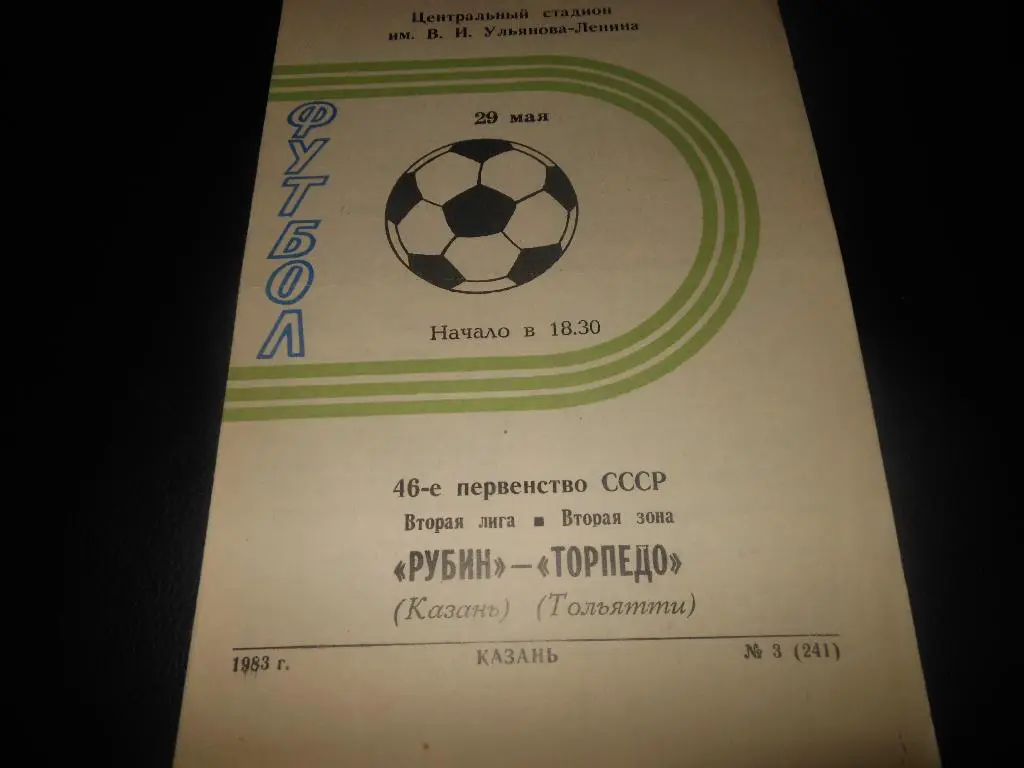 Центральный стадион
им. В. И. Ульянова-Ленина
ФУТБОЛ
29 мая
Начало в 18.30
46-е первенство СССР
Вторая лига ■ Вторая зона
«РУБИН»—«ТОРПЕДО»
(Казань) (Тольятти)
1983 г. КАЗАНЬ № 3 (241)